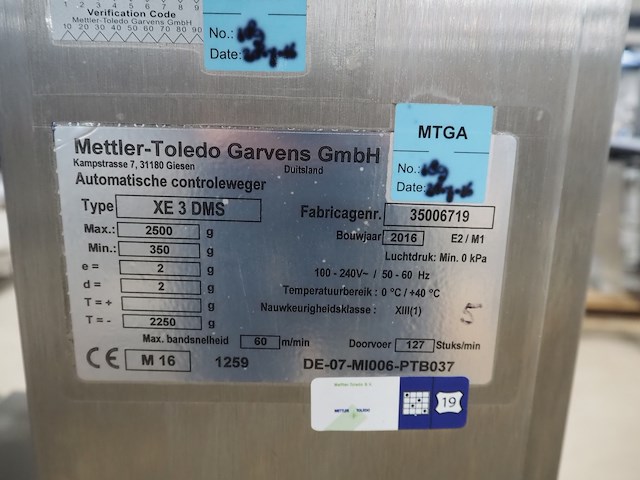 Verification Code
Mettler-Toledo Garvens GmbH
10 20 30 40 50 60 70 80 90
No.:
Date:
MTGA
No.:
Date:
Mettler-Toledo Garvens GmbH
Kampstrasse 7, 31180 Giesen Duitsland
Automatische controleweger
Type XE 3 DMS
Fabricagenr. 35006719
Max.: 2500 g
Bouwjaar 2016 E2 / M1
Min.: 350 g
Luchtdruk: Min. 0 kPa
e = 2 g
100 - 240V~ / 50 - 60 Hz
d = 2 g
Temperatuurbereik : 0 °C / +40 °C
T = + g
Nauwkeurigheidsklasse : XIII(1)
5
T = - 2250 g
Max. bandsnelheid 60 m/min Doorvoer 127 Stuks/min
CE M 16 1259 DE-07-MI006-PTB037
Mettler Toledo B.V.
METTLER TOLEDO
19